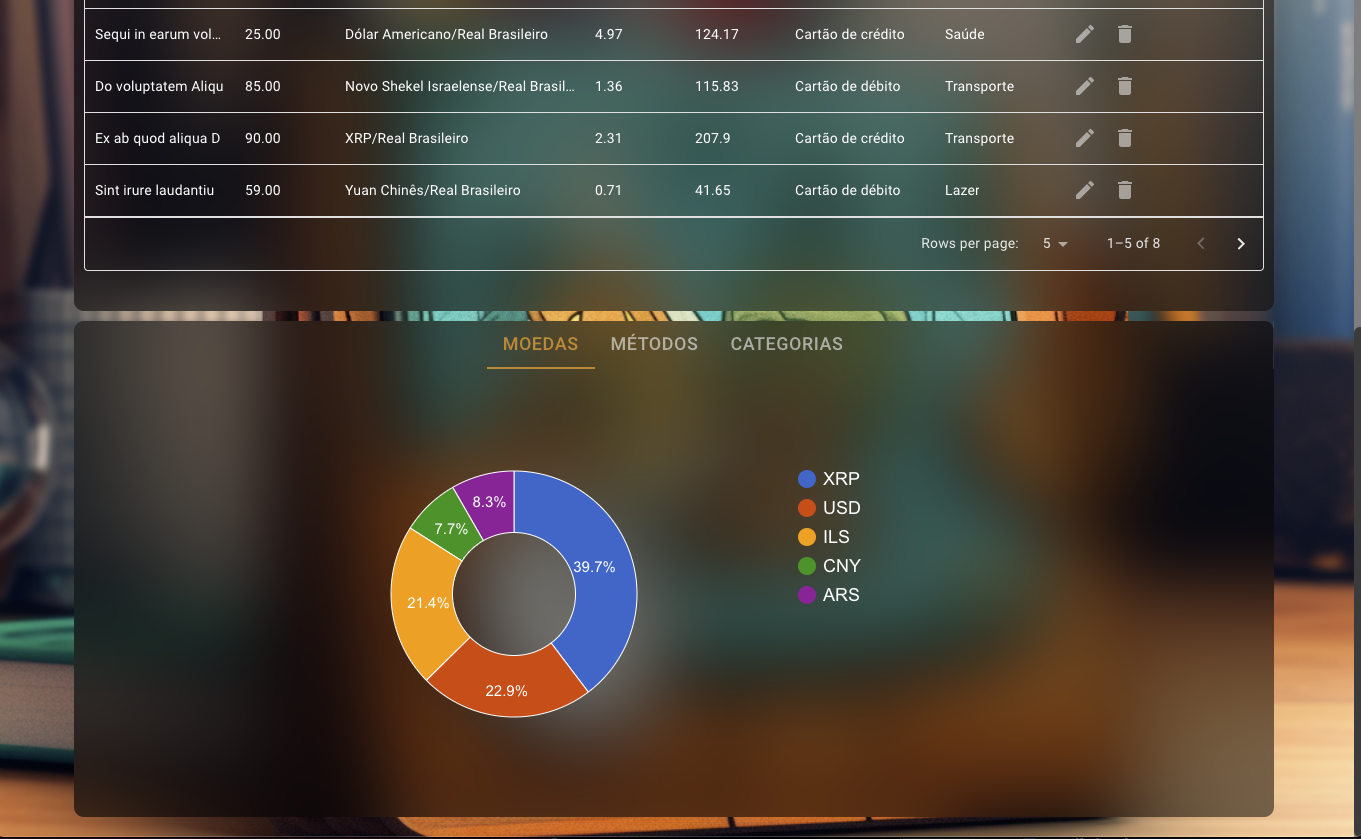 Sequi in earum vol... 25.00 Dólar Americano/Real Brasileiro 4.97 124.17 Cartão de crédito Saúde
Do voluptatem Aliqu 85.00 Novo Shekel Israelense/Real Brasil... 1.36 115.83 Cartão de débito Transporte
Ex ab quod aliqua D 90.00 XRP/Real Brasileiro 2.31 207.9 Cartão de crédito Transporte
Sint irure laudantiu 59.00 Yuan Chinês/Real Brasileiro 0.71 41.65 Cartão de débito Lazer
Rows per page: 5 1–5 of 8
MOEDAS MÉTODOS CATEGORIAS
39.7%
22.9%
21.4%
7.7%
8.3%
XRP
USD
ILS
CNY
ARS